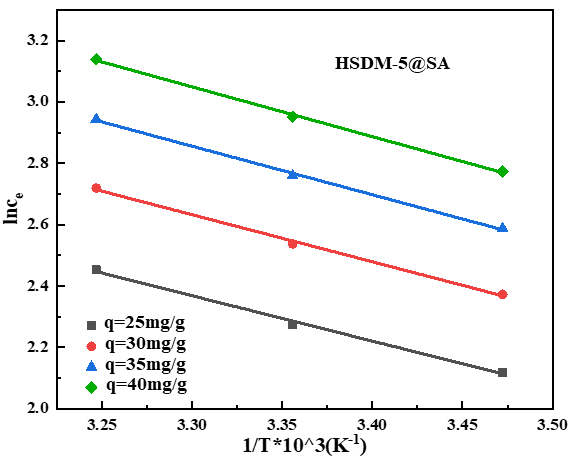 HSDM-5@SA
3.2
3.0
2.8
2.6
2.4
2.2
2.0
lnce
q=25mg/g
q=30mg/g
q=35mg/g
q=40mg/g
3.25
3.30
3.35
3.40
3.45
3.50
1/T*10^3(K⁻¹)